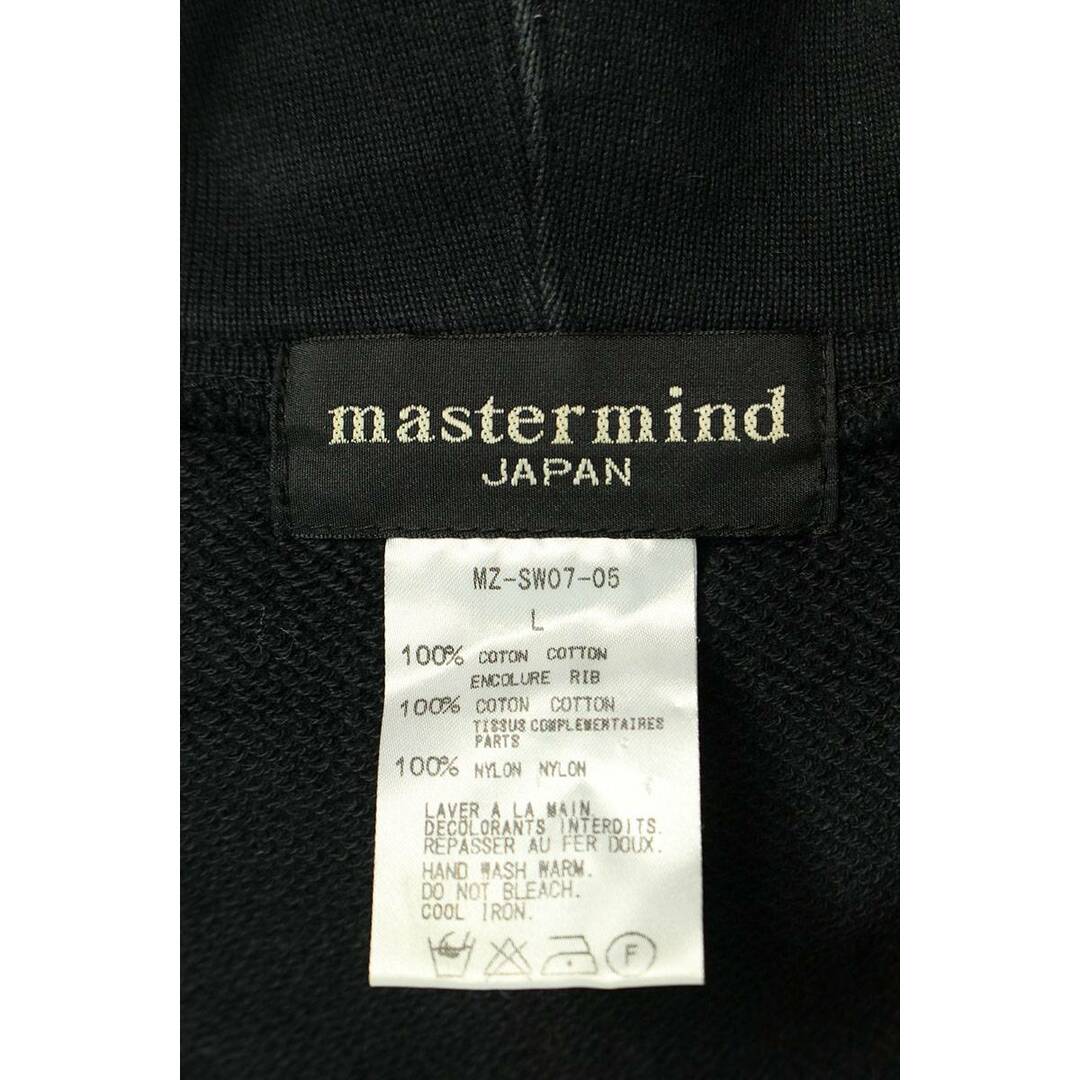 mastermind
JAPAN
MZ-SW07-05
L
100% COTON COTTON
ENCOLURE RIB
100% COTON COTTON
TISSUS COMPLEMENTAIRES
PARTS
100% NYLON NYLON
LAVER A LA MAIN.
DECOLORANTS INTERDITS.
REPASSER AU FER DOUX.
HAND WASH WARM.
DO NOT BLEACH.
COOL IRON.
F